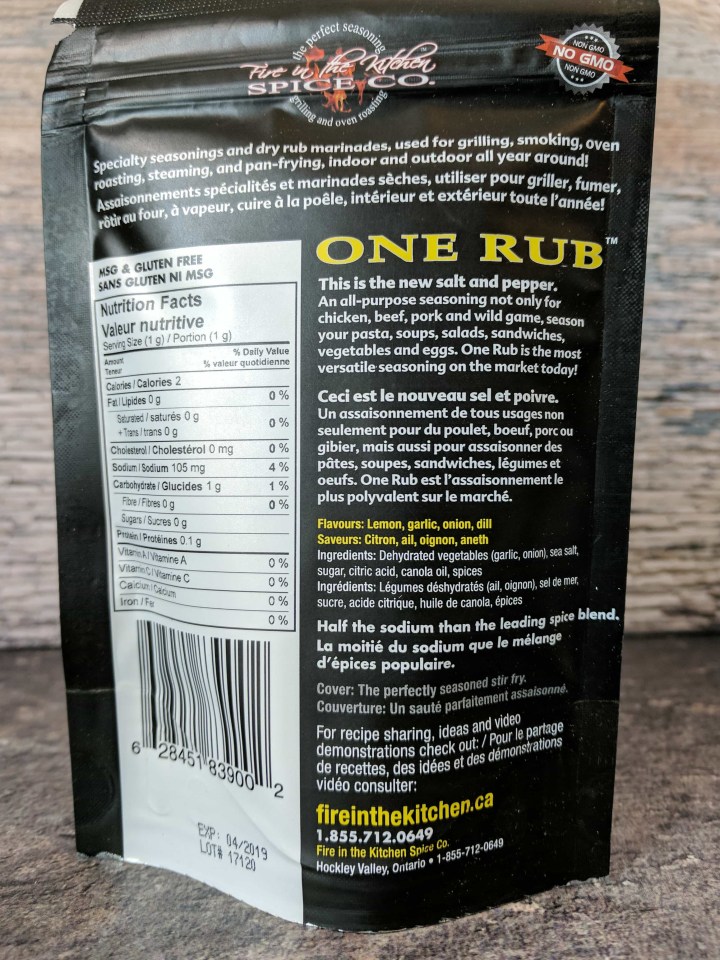 the perfect seasoning
Fire in the Kitchen™
SPICE CO.
grilling and oven roasting
NON GMO
NO GMO
NON GMO
Specialty seasonings and dry rub marinades, used for grilling, smoking, oven
roasting, steaming, and pan-frying, indoor and outdoor all year around!
Assaisonnements spécialités et marinades sèches, utiliser pour griller, fumer,
rôtir au four, à vapeur, cuire à la poêle, intérieur et extérieur toute l'année!
MSG & GLUTEN FREE
SANS GLUTEN NI MSG
Nutrition Facts
Valeur nutritive
Serving Size (1 g) / Portion (1 g)
Amount % Daily Value
Teneur % valeur quotidienne
Calories / Calories 2
Fat / Lipides 0 g 0 %
Saturated / saturés 0 g
+ Trans / trans 0 g 0 %
Cholesterol / Cholestérol 0 mg 0 %
Sodium / Sodium 105 mg 4 %
Carbohydrate / Glucides 1 g 1 %
Fibre / Fibres 0 g 0 %
Sugars / Sucres 0 g
Protein / Protéines 0.1 g
Vitamin A / Vitamine A 0 %
Vitamin C / Vitamine C 0 %
Calcium / Calcium 0 %
Iron / Fer 0 %
6 28451 83900 2
EXP: 04/2019
LOT# 17120
ONE RUB™
This is the new salt and pepper.
An all-purpose seasoning not only for
chicken, beef, pork and wild game, season
your pasta, soups, salads, sandwiches,
vegetables and eggs. One Rub is the most
versatile seasoning on the market today!
Ceci est le nouveau sel et poivre.
Un assaisonnement de tous usages non
seulement pour du poulet, boeuf, porc ou
gibier, mais aussi pour assaisonner des
pâtes, soupes, sandwiches, légumes et
oeufs. One Rub est l'assaisonnement le
plus polyvalent sur le marché.
Flavours: Lemon, garlic, onion, dill
Saveurs: Citron, ail, oignon, aneth
Ingredients: Dehydrated vegetables (garlic, onion), sea salt,
sugar, citric acid, canola oil, spices
Ingrédients: Légumes déshydratés (ail, oignon), sel de mer,
sucre, acide citrique, huile de canola, épices
Half the sodium than the leading spice blend.
La moitié du sodium que le mélange
d'épices populaire.
Cover: The perfectly seasoned stir fry.
Couverture: Un sauté parfaitement assaisonné.
For recipe sharing, ideas and video
demonstrations check out: / Pour le partage
de recettes, des idées et des démonstrations
vidéo consulter:
fireinthekitchen.ca
1.855.712.0649
Fire in the Kitchen Spice Co.
Hockley Valley, Ontario • 1-855-712-0649